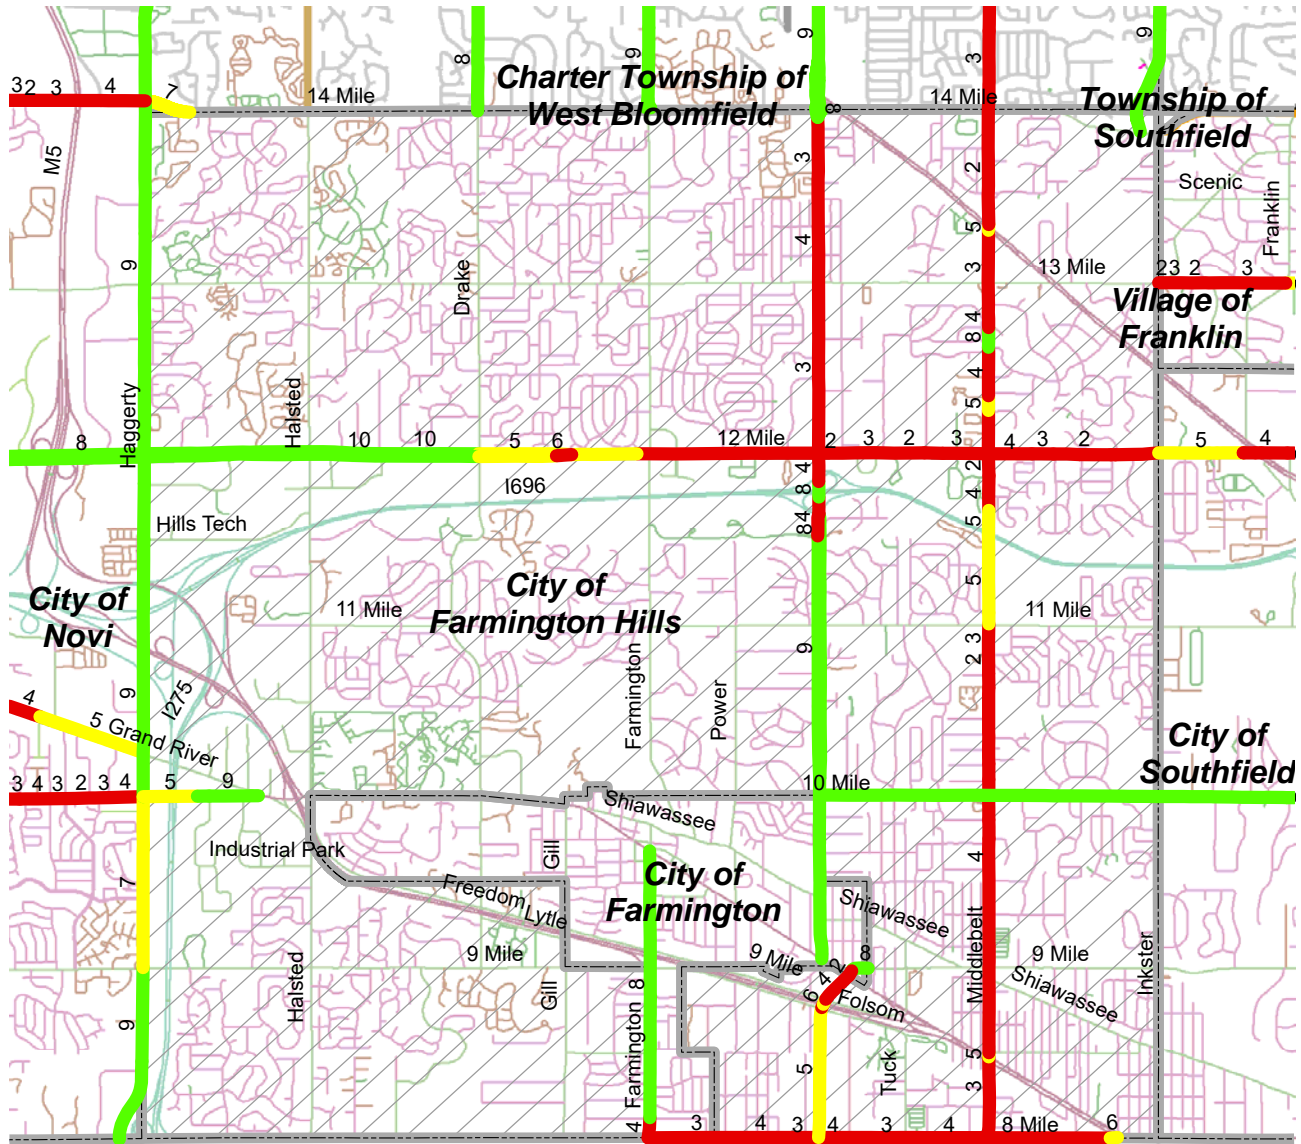 9
8
9
9
3
9
Charter Township of
West Bloomfield
3 2 3 4 7
14 Mile
8
14 Mile
Township of
Southfield
M5
3
2
Scenic
Franklin
9
4
Drake
5
3
13 Mile
23 2 3
Village of
Franklin
4
8
3
4
5
Haggerty
Halsted
8
10 10 5 6
12 Mile
2 3 2 3 4 3 2
5 4
4
2
8
4
I696
84
5
Hills Tech
City of
Novi
City of
Farmington Hills
11 Mile
5
11 Mile
3
2
9
Farmington
Power
9
I275
4
5 Grand River
City of
Southfield
3 4 3 2 3 4 5 9
10 Mile
Shiawassee
Industrial Park
Gill
4
7
City of
Farmington
Freedom
Lytle
Shiawassee
Middlebelt
9 Mile
9 Mile
8
9 Mile
Inkster
Halsted
Gill
8
2
4
6
Folsom
Shiawassee
9
Farmington
5
Tuck
5
3
4
3 4 3 4 3 4
8 Mile
6